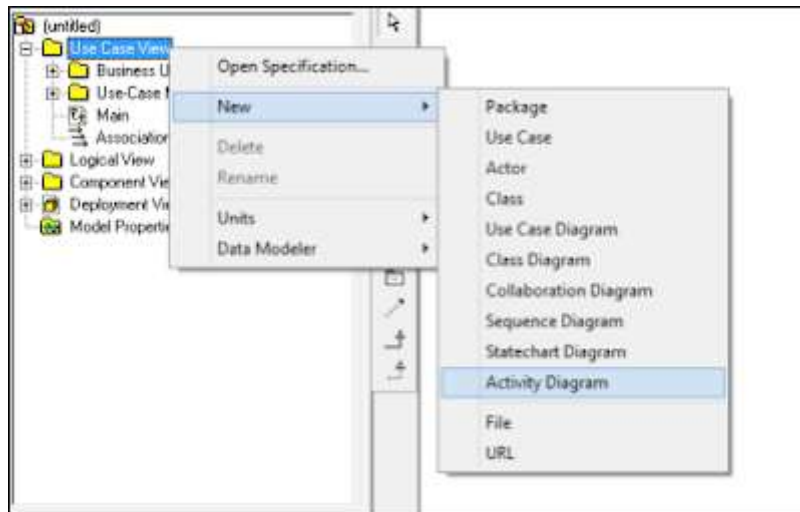 (untitled)
Use Case View
Business U
Use-Case
Main
Association
Logical View
Component Vie
Deployment Vie
Model Properti
Open Specification...
New
Delete
Rename
Units
Data Modeler
Package
Use Case
Actor
Class
Use Case Diagram
Class Diagram
Collaboration Diagram
Sequence Diagram
Statechart Diagram
Activity Diagram
File
URL